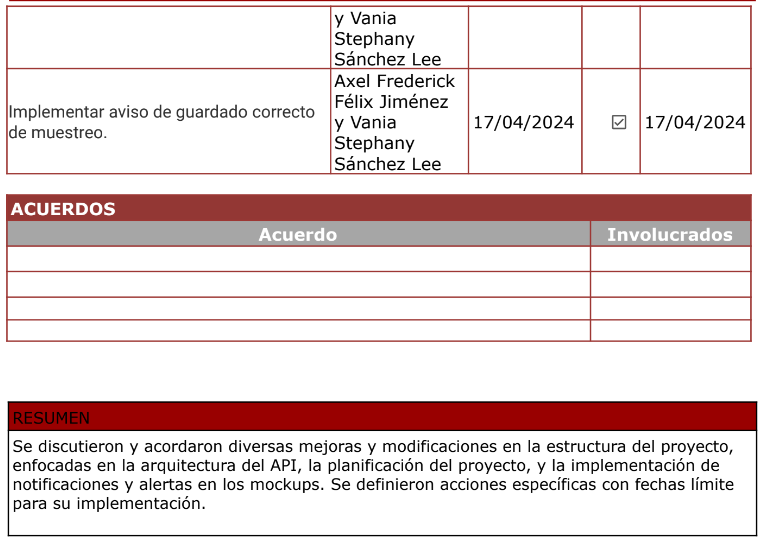 y Vania
Stephany
Sánchez Lee
Implementar aviso de guardado correcto
de muestreo.
Axel Frederick
Félix Jiménez
y Vania
Stephany
Sánchez Lee
17/04/2024
17/04/2024
ACUERDOS
Acuerdo
Involucrados
RESUMEN
Se discutieron y acordaron diversas mejoras y modificaciones en la estructura del proyecto,
enfocadas en la arquitectura del API, la planificación del proyecto, y la implementación de
notificaciones y alertas en los mockups. Se definieron acciones específicas con fechas límite
para su implementación.